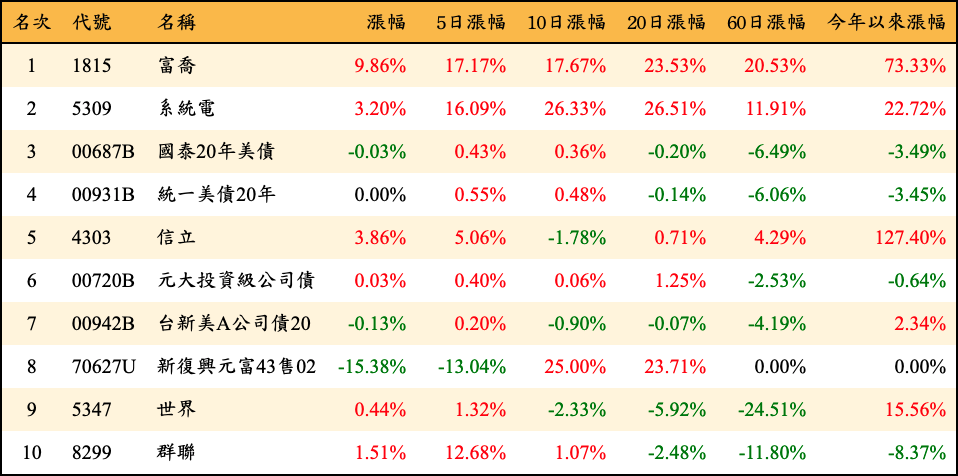 名次 代號 名稱 漲幅 5日漲幅 10日漲幅 20日漲幅 60日漲幅 今年以來漲幅
1 1815 富喬 9.86% 17.17% 17.67% 23.53% 20.53% 73.33%
2 5309 系統電 3.20% 16.09% 26.33% 26.51% 11.91% 22.72%
3 00687B 國泰20年美債 -0.03% 0.43% 0.36% -0.20% -6.49% -3.49%
4 00931B 統一美債20年 0.00% 0.55% 0.48% -0.14% -6.06% -3.45%
5 4303 信立 3.86% 5.06% -1.78% 0.71% 4.29% 127.40%
6 00720B 元大投資級公司債 0.03% 0.40% 0.06% 1.25% -2.53% -0.64%
7 00942B 台新美A公司債20 -0.13% 0.20% -0.90% -0.07% -4.19% 2.34%
8 70627U 新復興元富43售02 -15.38% -13.04% 25.00% 23.71% 0.00% 0.00%
9 5347 世界 0.44% 1.32% -2.33% -5.92% -24.51% 15.56%
10 8299 群聯 1.51% 12.68% 1.07% -2.48% -11.80% -8.37%